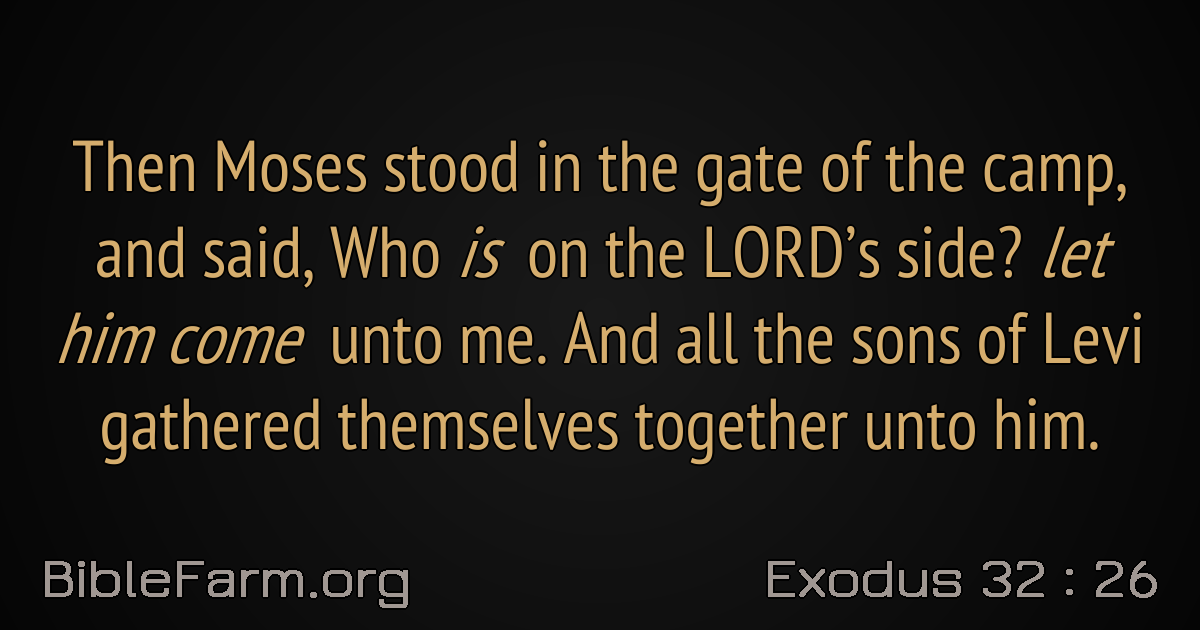 Then Moses stood in the gate of the camp,
and said, Who is on the LORD’s side? let
him come unto me. And all the sons of Levi
gathered themselves together unto him.
BibleFarm.org
Exodus 32 : 26